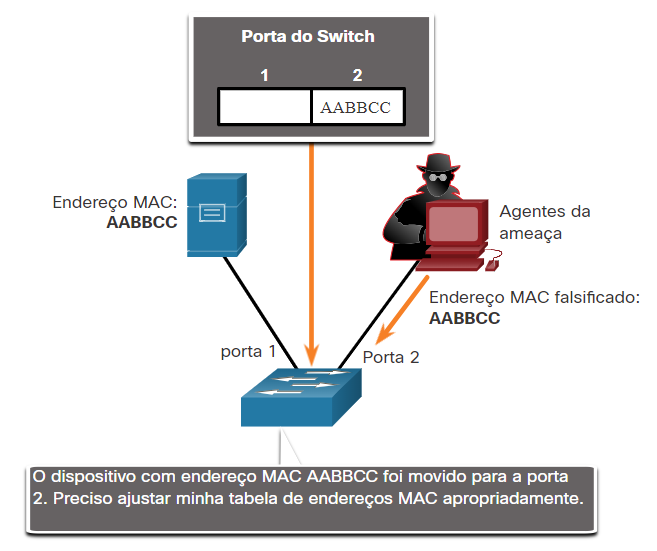 Porta do Switch
1 2
AABBCC
Endereço MAC:
AABBCC
Agentes da
ameaça
Endereço MAC falsificado:
AABBCC
porta 1
Porta 2
O dispositivo com endereço MAC AABBCC foi movido para a porta
2. Preciso ajustar minha tabela de endereços MAC apropriadamente.